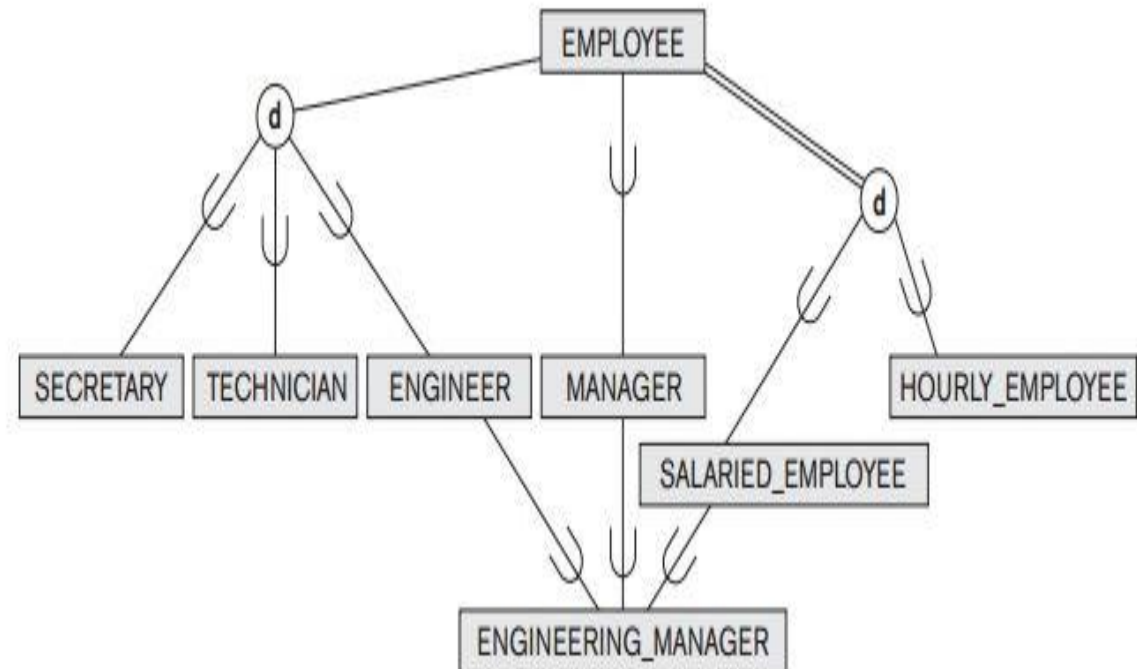 EMPLOYEE
d
d
SECRETARY
TECHNICIAN
ENGINEER
MANAGER
HOURLY_EMPLOYEE
SALARIED_EMPLOYEE
ENGINEERING_MANAGER